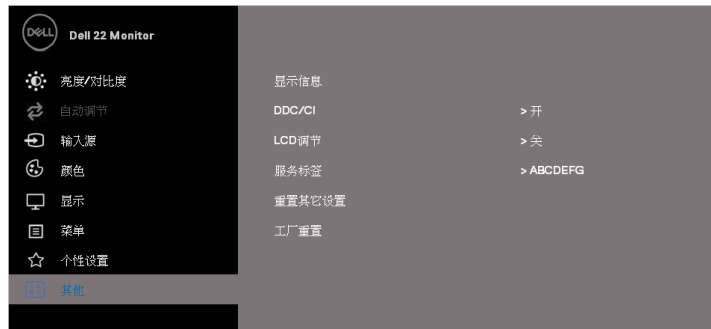 DELL Dell 22 Monitor
亮度/对比度
显示信息
自动调节
DDC/CI > 开
输入源
LCD调节 > 关
颜色
服务标签 > ABCDEFG
显示
重置其它设置
菜单
工厂重置
个性设置
其他